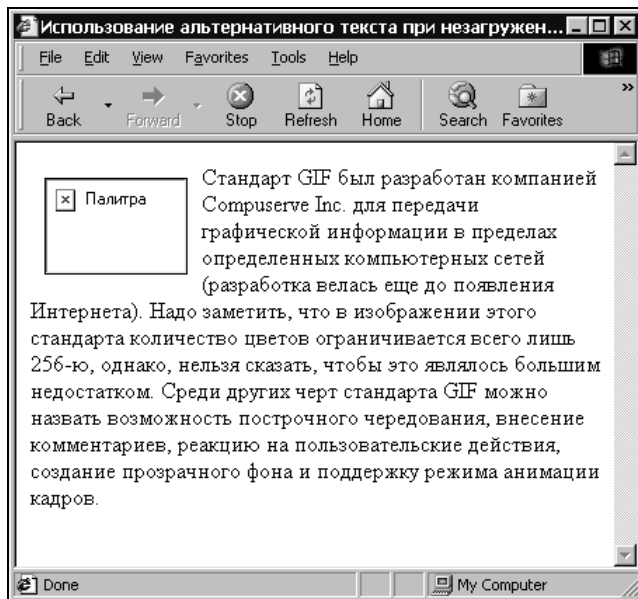 Использование альтернативного текста при незагружен...
File Edit View Favorites Tools Help
Back Forward Stop Refresh Home Search Favorites »
Палитра
Стандарт GIF был разработан компанией
Compuserve Inc. для передачи
графической информации в пределах
определенных компьютерных сетей
(разработка велась еще до появления
Интернета). Надо заметить, что в изображении этого
стандарта количество цветов ограничивается всего лишь
256-ю, однако, нельзя сказать, чтобы это являлось большим
недостатком. Среди других черт стандарта GIF можно
назвать возможность построчного чередования, внесение
комментариев, реакцию на пользовательские действия,
создание прозрачного фона и поддержку режима анимации
кадров.
Done My Computer